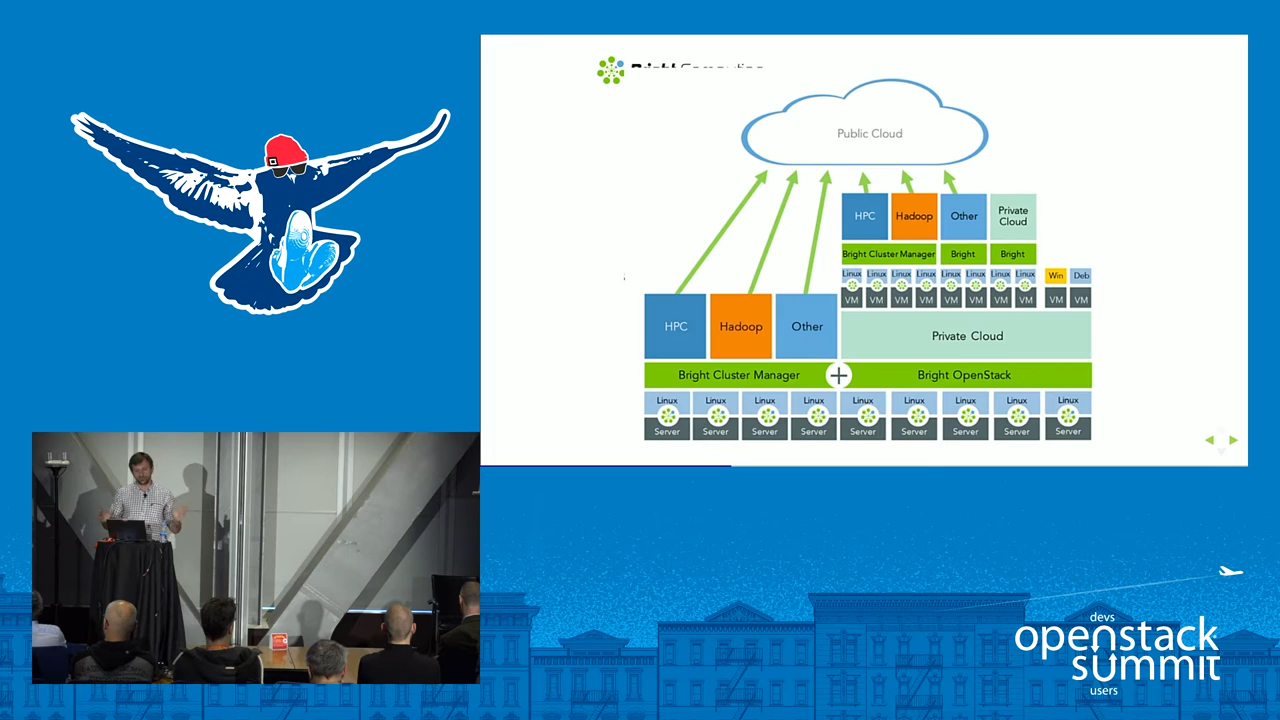 Public Cloud
HPC Hadoop Other Private Cloud
Bright Cluster Manager Bright Bright
Linux Linux Linux Linux Linux Linux Linux Linux Win Deb
VM VM VM VM VM VM VM VM VM VM
HPC Hadoop Other Private Cloud
Bright Cluster Manager + Bright OpenStack
Linux Linux Linux Linux Linux Linux Linux Linux Linux
Server Server Server Server Server Server Server Server Server
devs
openstack
summit
users